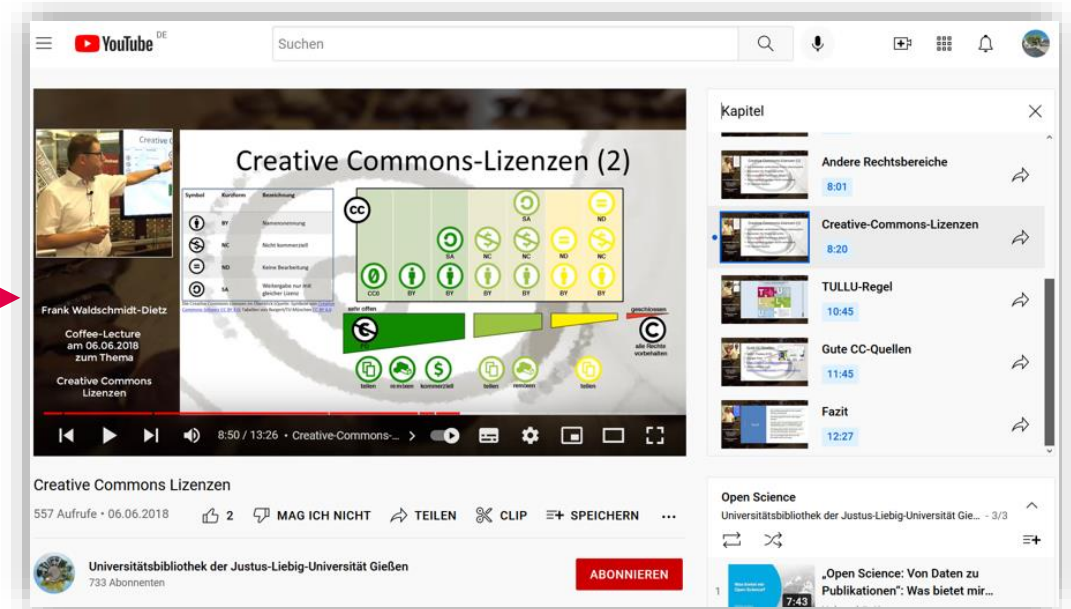 YouTube DE
Suchen
Creative Commons-Lizenzen (2)
Symbol Kurzform Bezeichnung
BY Namensnennung
NC Nicht kommerziell
ND Keine Bearbeitung
SA Weitergabe nur mit
gleicher Lizenz
cc
SA ND
SA NC NC ND NC
CC0 BY BY BY BY BY BY
sehr offen geschlossen
alle Rechte
vorbehalten
teilen remixen kommerziell teilen remixen teilen
Frank Waldschmidt-Dietz
Coffee-Lecture
am 06.06.2018
zum Thema
Creative Commons
Lizenzen
8:50 / 13:26 • Creative-Commons-...
Creative Commons Lizenzen
557 Aufrufe • 06.06.2018 2 MAG ICH NICHT TEILEN CLIP SPEICHERN ...
Universitätsbibliothek der Justus-Liebig-Universität Gießen
733 Abonnenten
ABONNIEREN
Kapitel
Andere Rechtsbereiche
8:01
Creative-Commons-Lizenzen
8:20
TULLU-Regel
10:45
Gute CC-Quellen
11:45
Fazit
12:27
Open Science
Universitätsbibliothek der Justus-Liebig-Universität Gie... - 3/3
1
7:43
„Open Science: Von Daten zu
Publikationen“: Was bietet mir...